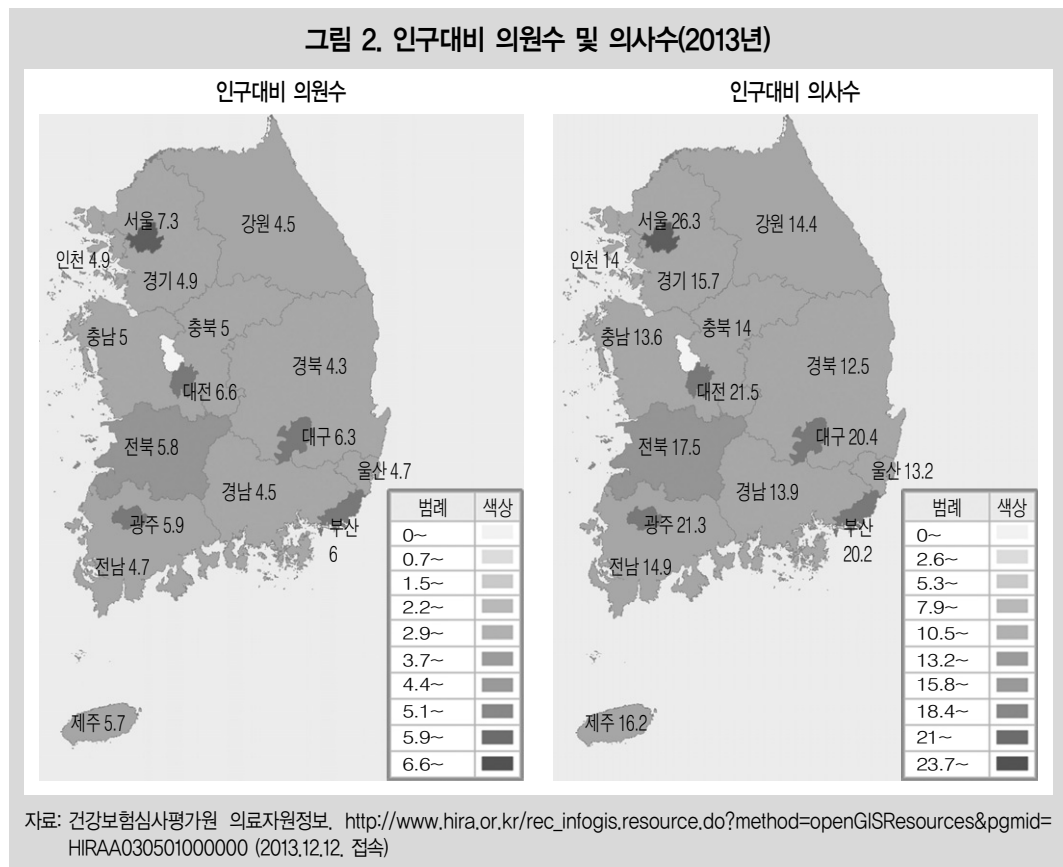 그림 2. 인구대비 의원수 및 의사수(2013년)
인구대비 의원수
서울 7.3
강원 4.5
인천 4.9
경기 4.9
충남 5
충북 5
경북 4.3
대전 6.6
전북 5.8
대구 6.3
울산 4.7
경남 4.5
광주 5.9
부산
6
전남 4.7
제주 5.7
범례 색상
0~
0.7~
1.5~
2.2~
2.9~
3.7~
4.4~
5.1~
5.9~
6.6~
인구대비 의사수
서울 26.3
강원 14.4
인천 14
경기 15.7
충남 13.6
충북 14
경북 12.5
대전 21.5
전북 17.5
대구 20.4
울산 13.2
경남 13.9
광주 21.3
부산
20.2
전남 14.9
제주 16.2
범례 색상
0~
2.6~
5.3~
7.9~
10.5~
13.2~
15.8~
18.4~
21~
23.7~
자료: 건강보험심사평가원 의료자원정보. http://www.hira.or.kr/rec_infogis.resource.do?method=openGISResources&pgmid=
HIRAA030501000000 (2013.12.12. 접속)